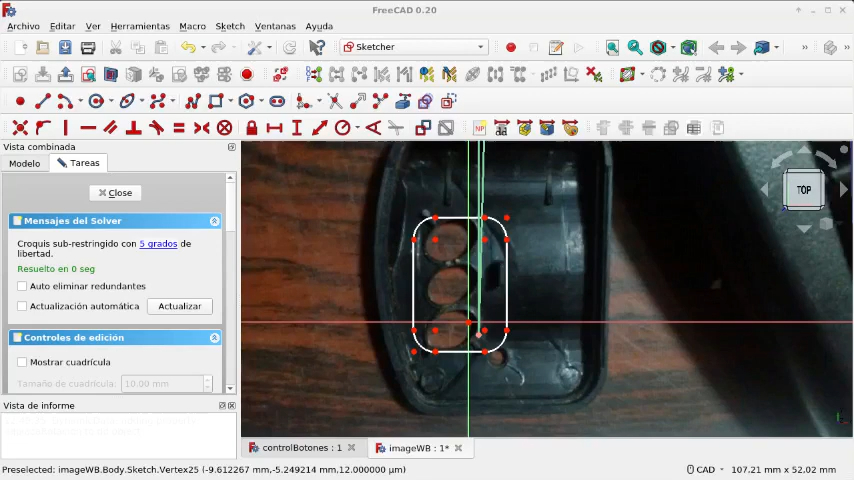 FreeCAD 0.20
Archivo Editar Ver Herramientas Macro Sketch Ventanas Ayuda
Sketcher
NP
Vista combinada
Modelo Tareas
Close
Mensajes del Solver
Croquis sub-restringido con 5 grados de
libertad.
Resuelto en 0 seg
Auto eliminar redundantes
Actualización automática Actualizar
Controles de edición
Mostrar cuadrícula
Tamaño de cuadrícula: 10.00 mm
Vista de informe
TOP
controlBotones : 1 imageWB : 1*
Preselected: imageWB.Body.Sketch.Vertex25 (-9.612267 mm,-5.249214 mm,12.000000 µm) CAD 107.21 mm x 52.02 mm